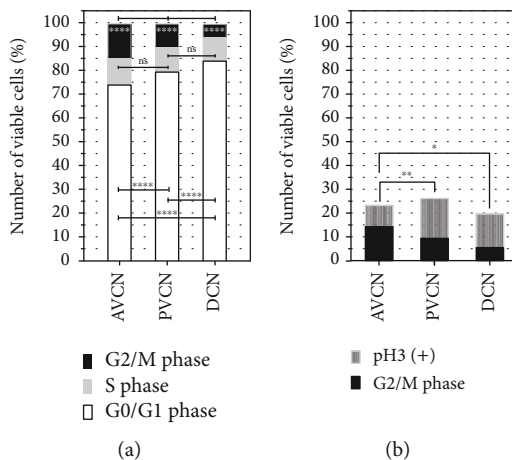 Number of viable cells (%)
100
90
80
70
60
50
40
30
20
10
0
****
****
****
ns
ns
****
****
****
AVCN
PVCN
DCN
G2/M phase
S phase
G0/G1 phase
(a)
Number of viable cells (%)
100
90
80
70
60
50
40
30
20
10
0
*
**
AVCN
PVCN
DCN
pH3 (+)
G2/M phase
(b)